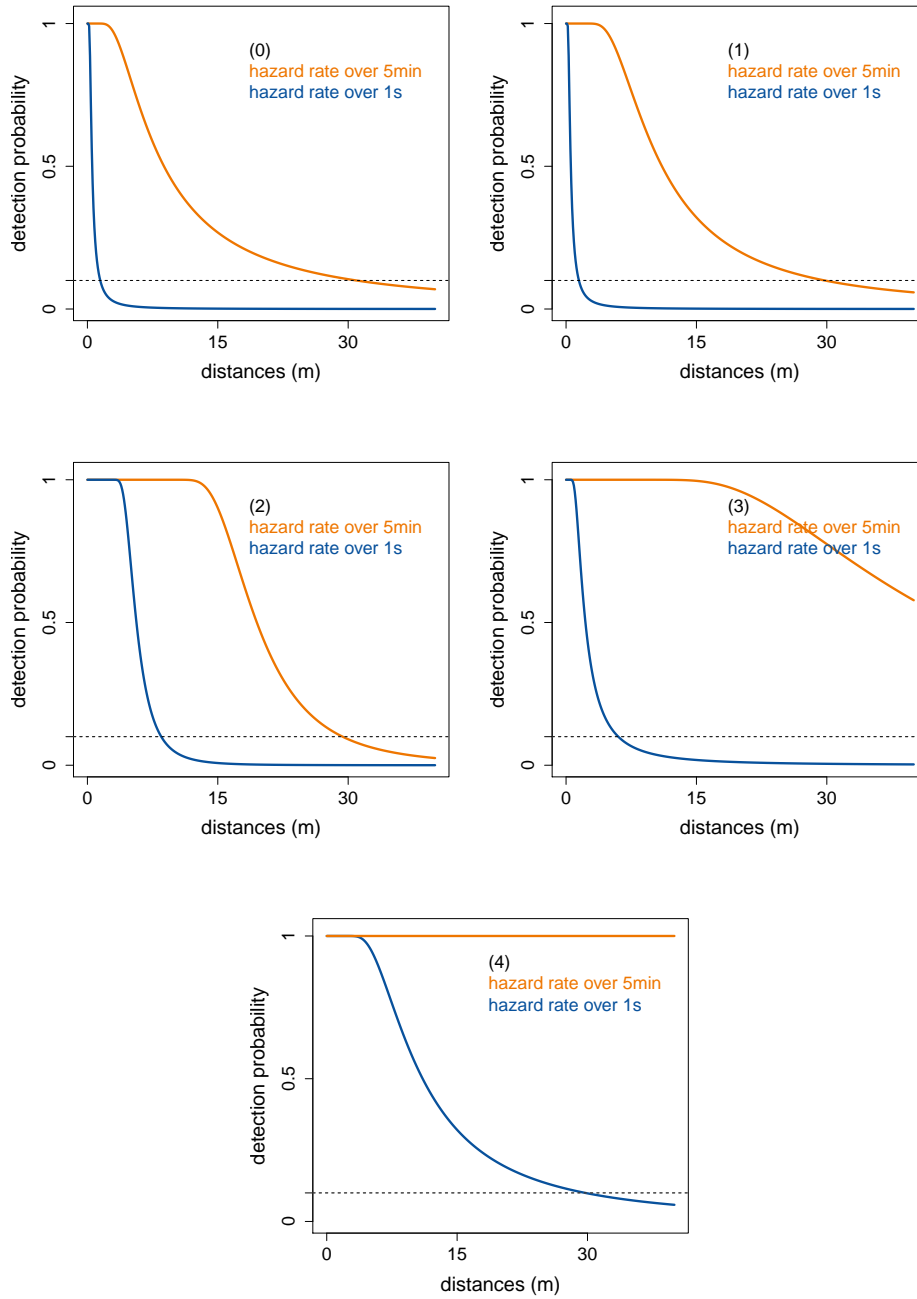 1
0.5
0
detection probability
(0)
hazard rate over 5min
hazard rate over 1s
0
15
30
distances (m)
1
0.5
0
detection probability
(1)
hazard rate over 5min
hazard rate over 1s
0
15
30
distances (m)
1
0.5
0
detection probability
(2)
hazard rate over 5min
hazard rate over 1s
0
15
30
distances (m)
1
0.5
0
detection probability
(3)
hazard rate over 5min
hazard rate over 1s
0
15
30
distances (m)
1
0.5
0
detection probability
(4)
hazard rate over 5min
hazard rate over 1s
0
15
30
distances (m)